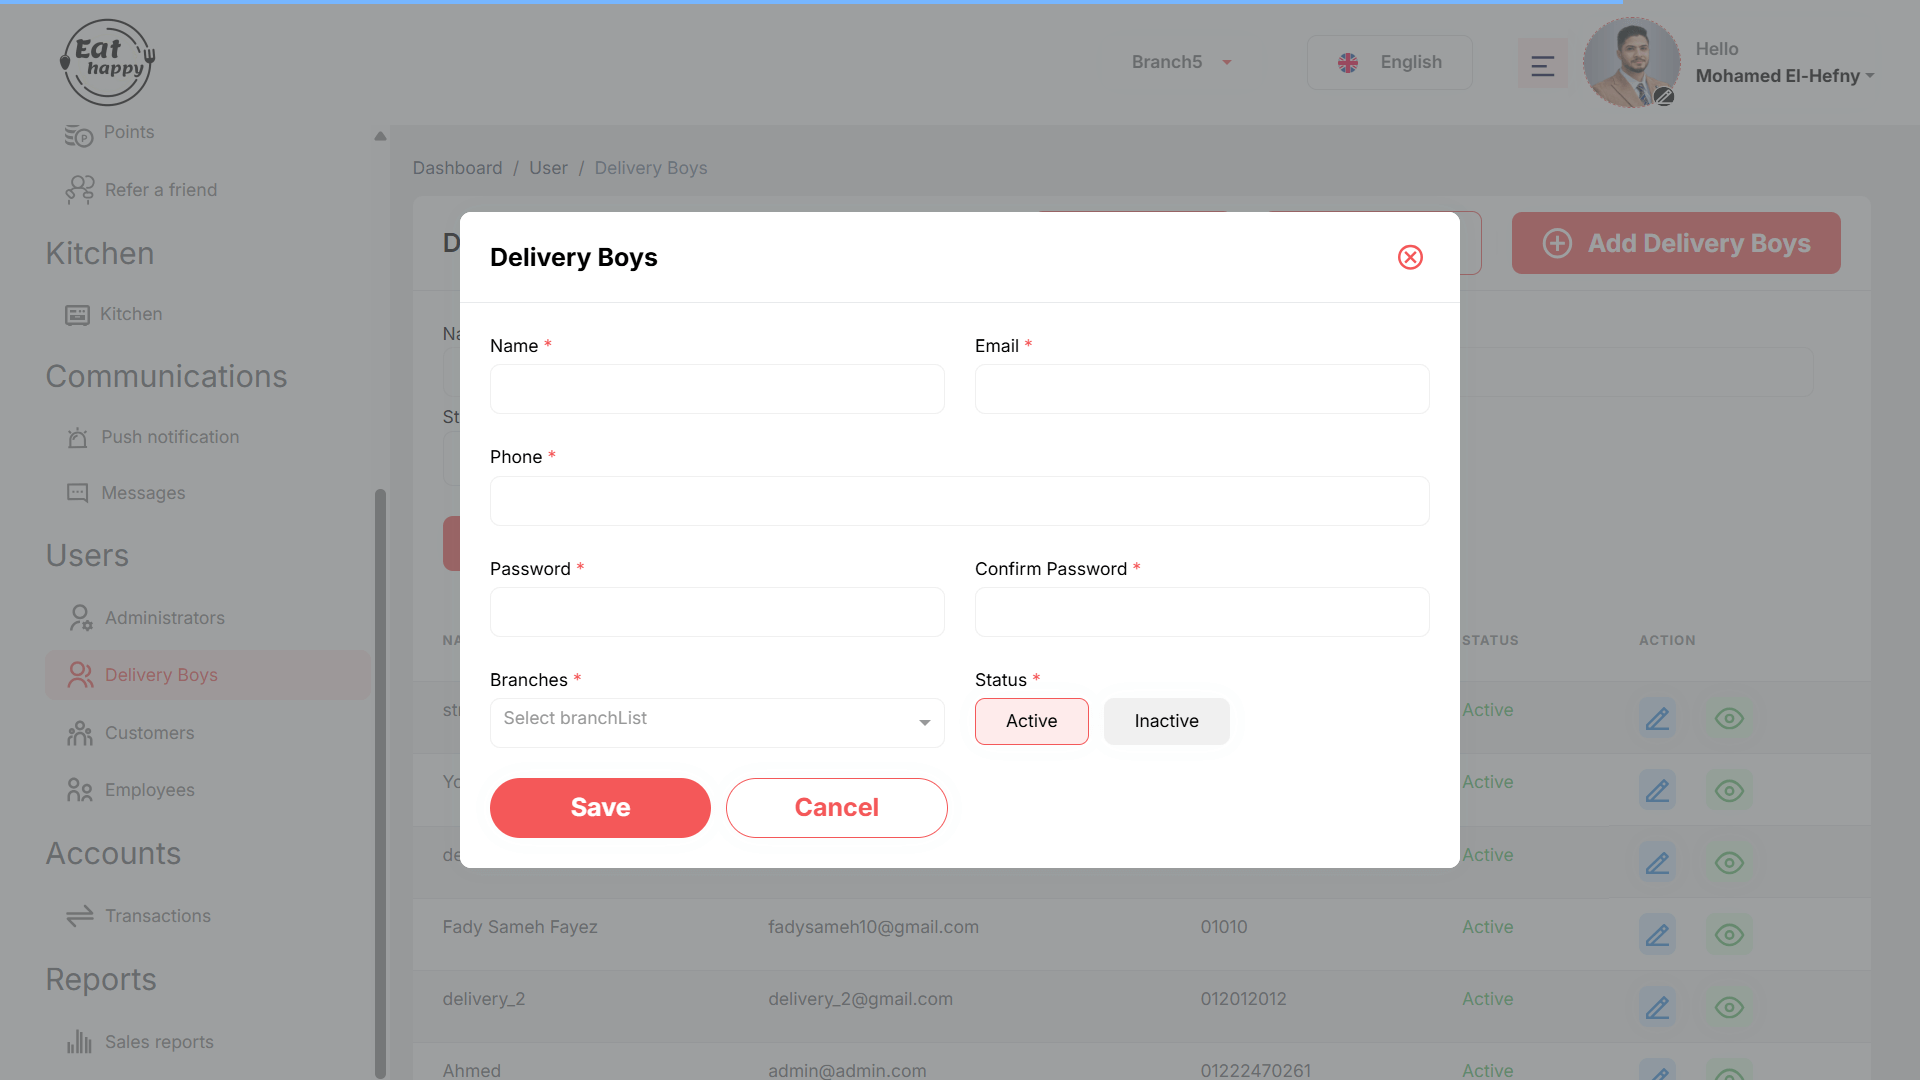 Eat
happy
Branch5
English
Hello
Mohamed El-Hefny
Points
Refer a friend
Kitchen
Kitchen
Communications
Push notification
Messages
Users
Administrators
Delivery Boys
Customers
Employees
Accounts
Transactions
Reports
Sales reports
Dashboard / User / Delivery Boys
Add Delivery Boys
Delivery Boys
Name *
Email *
Phone *
Password *
Confirm Password *
Branches *
Select branchList
Status *
Active
Inactive
Save
Cancel
STATUS
ACTION
Active
Active
Active
Fady Sameh Fayez fadysameh10@gmail.com 01010 Active
delivery_2 delivery_2@gmail.com 012012012 Active
Ahmed admin@admin.com 01222470261 Active